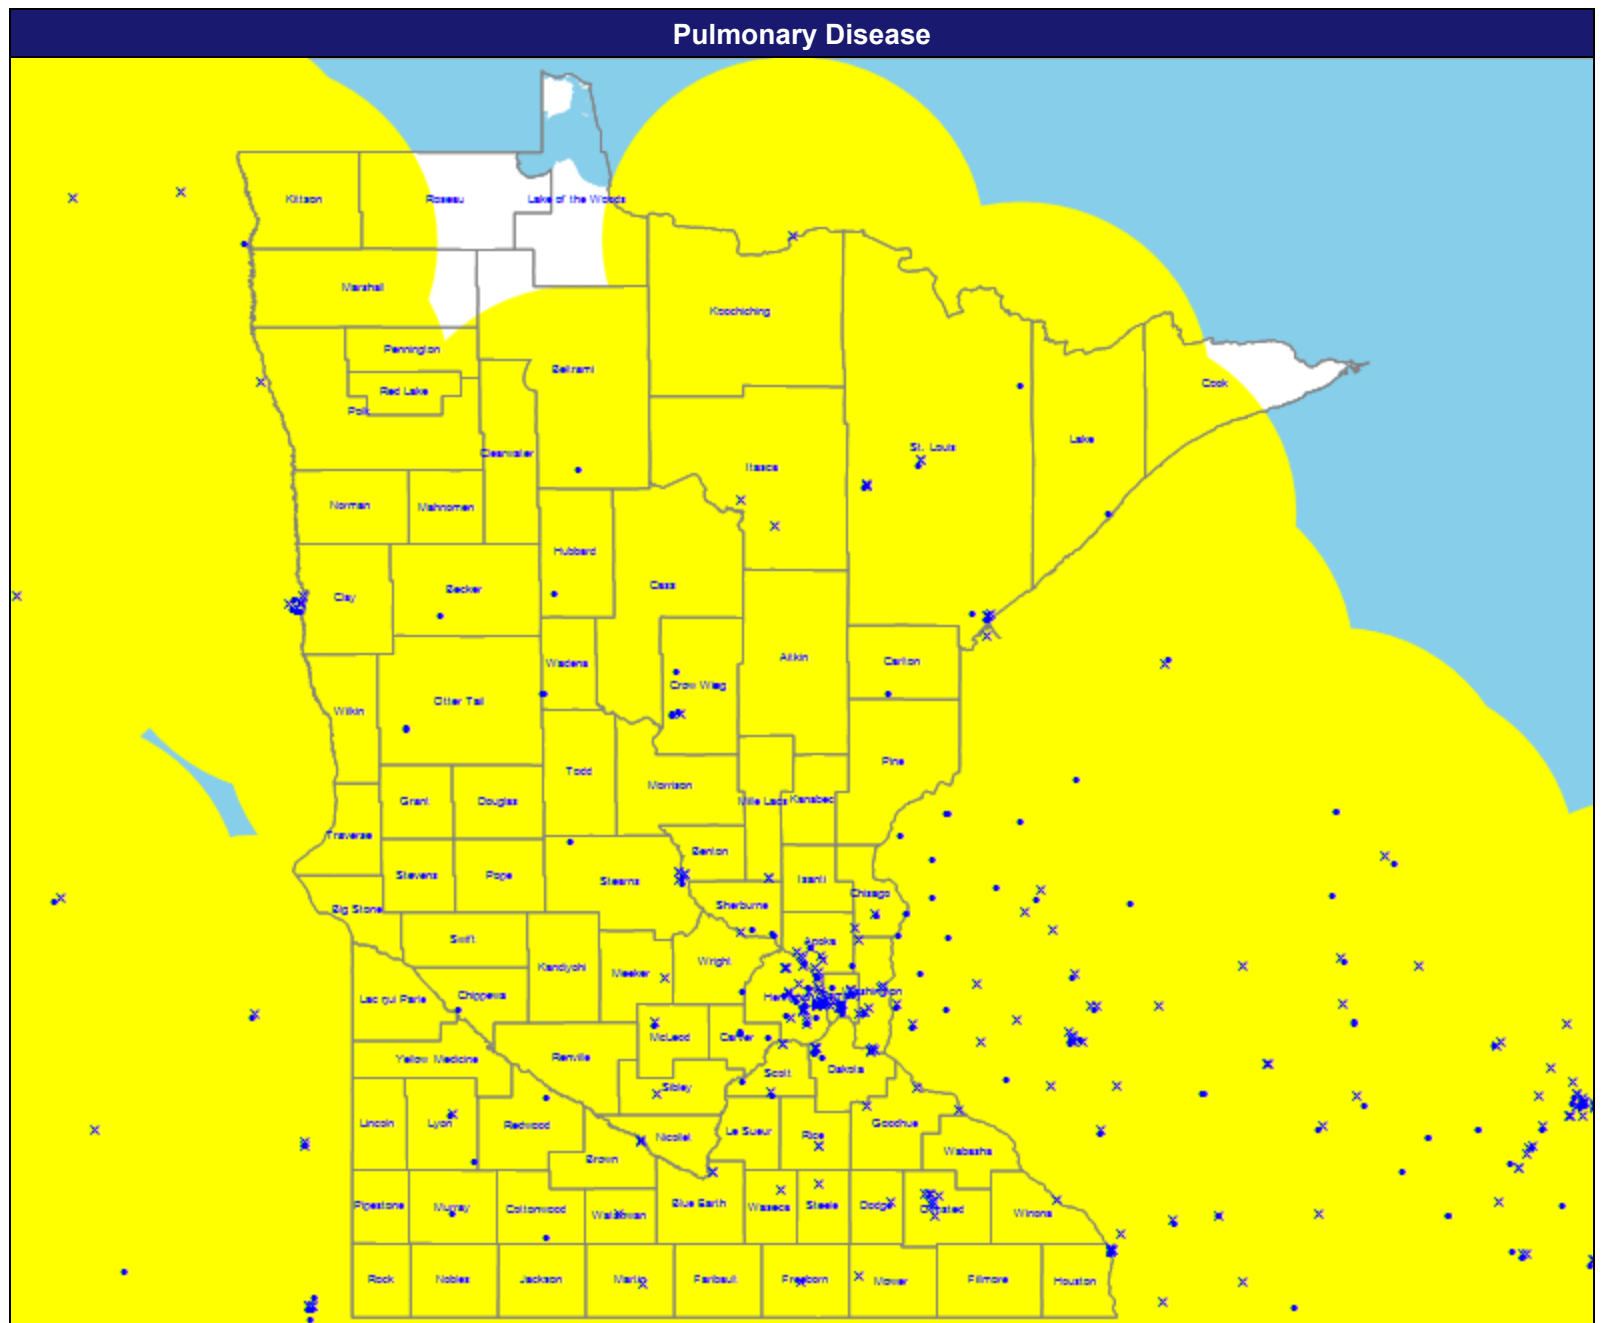 Pulmonary Disease
Kittson
Roseau
Lake of the Woods
Marshall
Koochiching
Pennington
Beltrami
Red Lake
Polk
Cook
Lake
St. Louis
Clearwater
Itasca
Norman
Mahnomen
Hubbard
Cass
Becker
Clay
Wadena
Aitkin
Carlton
Crow Wing
Otter Tail
Wilkin
Pine
Todd
Morrison
Grant
Douglas
Mille Lacs
Kanabec
Traverse
Benton
Stevens
Pope
Stearns
Isanti
Chisago
Big Stone
Sherburne
Swift
Anoka
Kandiyohi
Meeker
Wright
Lac qui Parle
Chippewa
Washington
McLeod
Carver
Yellow Medicine
Renville
Scott
Dakota
Sibley
Lincoln
Lyon
Redwood
Nicollet
Le Sueur
Rice
Goodhue
Brown
Wabasha
Pipestone
Murray
Cottonwood
Watonwan
Blue Earth
Waseca
Steele
Dodge
Olmsted
Winona
Rock
Nobles
Jackson
Martin
Faribault
Freeborn
Mower
Fillmore
Houston